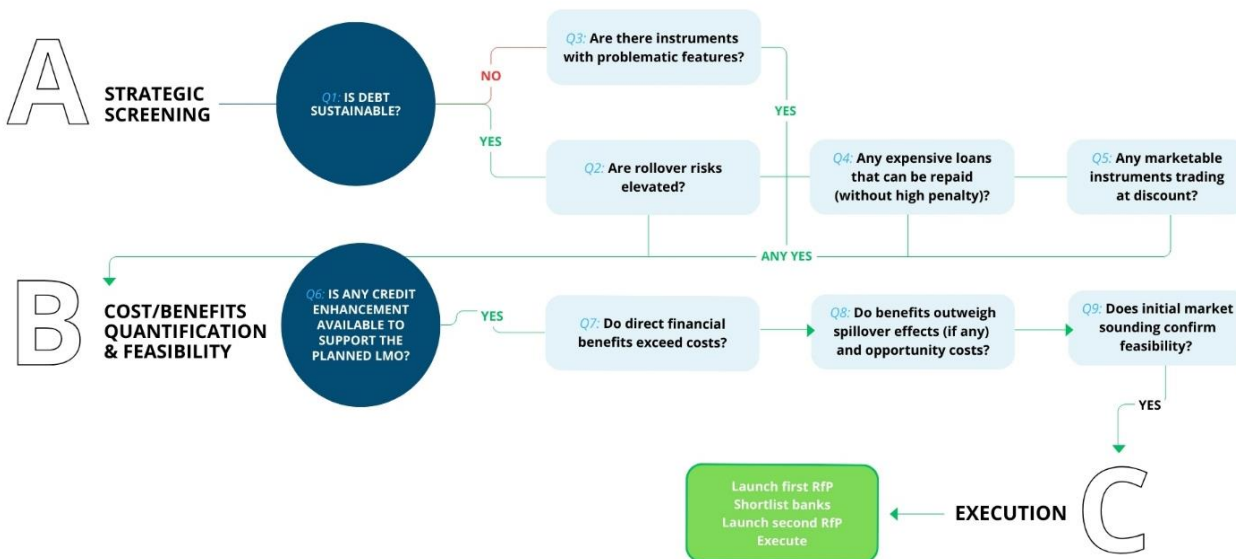 A
STRATEGIC
SCREENING
Q1: IS DEBT
SUSTAINABLE?
NO
YES
Q3: Are there instruments
with problematic features?
YES
Q2: Are rollover risks
elevated?
Q4: Any expensive loans
that can be repaid
(without high penalty)?
Q5: Any marketable
instruments trading
at discount?
ANY YES
B
COST/BENEFITS
QUANTIFICATION
& FEASIBILITY
Q6: IS ANY CREDIT
ENHANCEMENT
AVAILABLE TO
SUPPORT THE
PLANNED LMO?
YES
Q7: Do direct financial
benefits exceed costs?
Q8: Do benefits outweigh
spillover effects (if any)
and opportunity costs?
Q9: Does initial market
sounding confirm
feasibility?
YES
C
EXECUTION
Launch first RfP
Shortlist banks
Launch second RfP
Execute